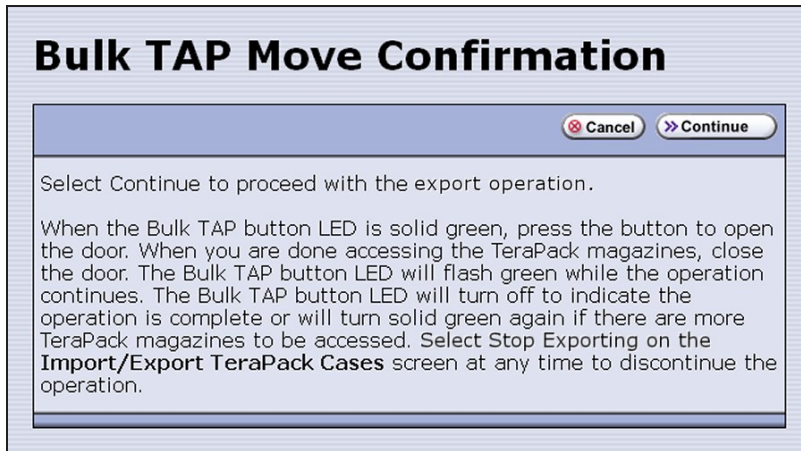 Bulk TAP Move Confirmation
Cancel
Continue
Select Continue to proceed with the export operation.
When the Bulk TAP button LED is solid green, press the button to open
the door. When you are done accessing the TeraPack magazines, close
the door. The Bulk TAP button LED will flash green while the operation
continues. The Bulk TAP button LED will turn off to indicate the
operation is complete or will turn solid green again if there are more
TeraPack magazines to be accessed. Select Stop Exporting on the
Import/Export TeraPack Cases screen at any time to discontinue the
operation.